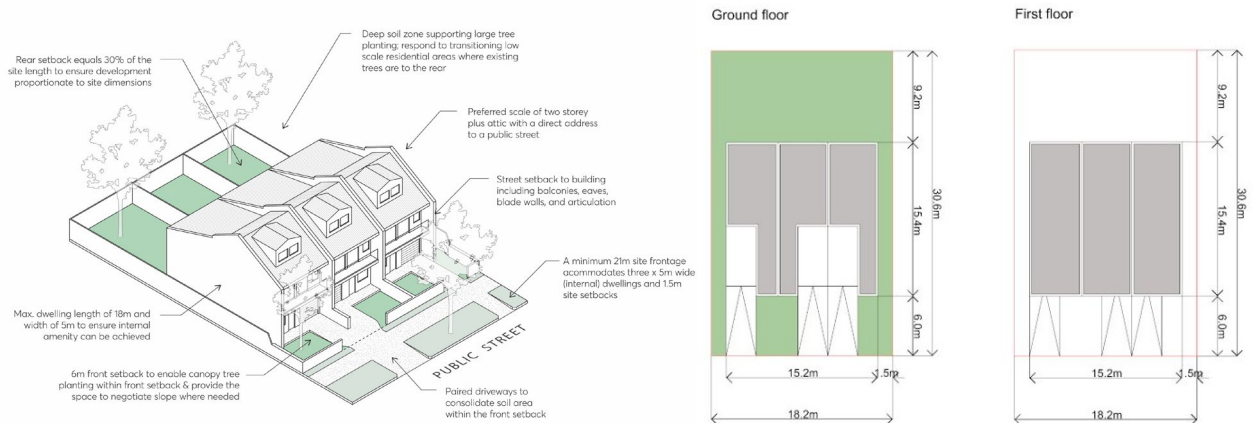 Deep soil zone supporting large tree
planting; respond to transitioning low
scale residential areas where existing
trees are to the rear
Rear setback equals 30% of the
site length to ensure development
proportionate to site dimensions
Preferred scale of two storey
plus attic with a direct address
to a public street
Street setback to building
including balconies, eaves,
blade walls, and articulation
A minimum 21m site frontage
acommodates three x 5m wide
(internal) dwellings and 1.5m
site setbacks
Max. dwelling length of 18m and
width of 5m to ensure internal
amenity can be achieved
6m front setback to enable canopy tree
planting within front setback & provide the
space to negotiate slope where needed
Paired driveways to
consolidate soil area
within the front setback
PUBLIC STREET
Ground floor
9.2m
15.4m
30.6m
6.0m
15.2m
1.5m
18.2m
First floor
9.2m
15.4m
30.6m
6.0m
15.2m
1.5m
18.2m